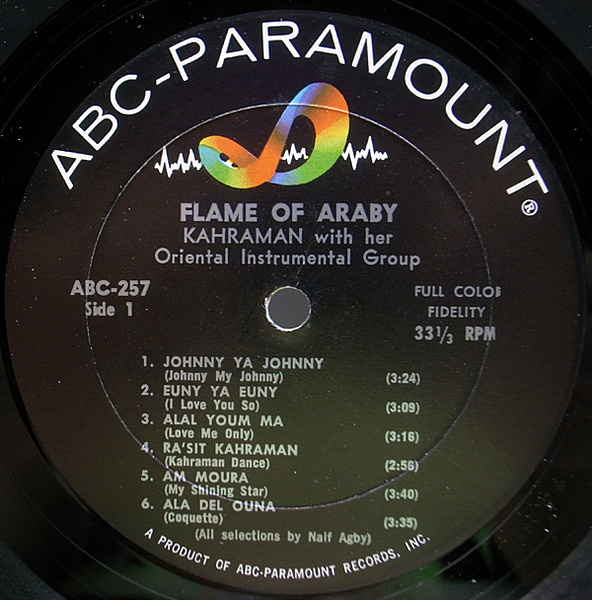 ABC-PARAMOUNT®
FLAME OF ARABY
KAHRAMAN with her
Oriental Instrumental Group
ABC-257
Side 1
FULL COLOR
FIDELITY
33 1/3 RPM
1. JOHNNY YA JOHNNY
(Johnny My Johnny) (3:24)
2. EUNY YA EUNY
(I Love You So) (3:09)
3. ALAL YOUM MA
(Love Me Only) (3:16)
4. RA'SIT KAHRAMAN
(Kahraman Dance) (2:56)
5. AM MOURA
(My Shining Star) (3:40)
6. ALA DEL OUNA
(Coquette) (3:35)
(All selections by Naif Agby)
A PRODUCT OF ABC-PARAMOUNT RECORDS, INC.